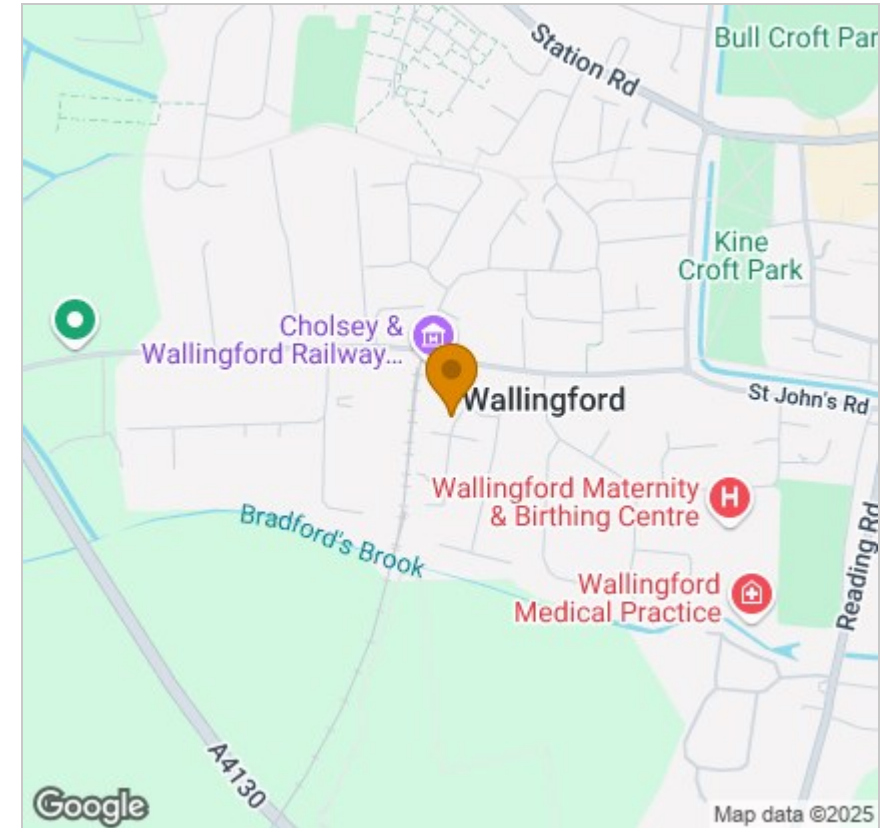 Station Rd
Bull Croft Par
Kine
Croft Park
Cholsey &
Wallingford Railway...
Wallingford
St John's Rd
Wallingford Maternity
& Birthing Centre
H
Bradford's Brook
Wallingford
Medical Practice
Reading Rd
A4130
Google
Map data ©2025